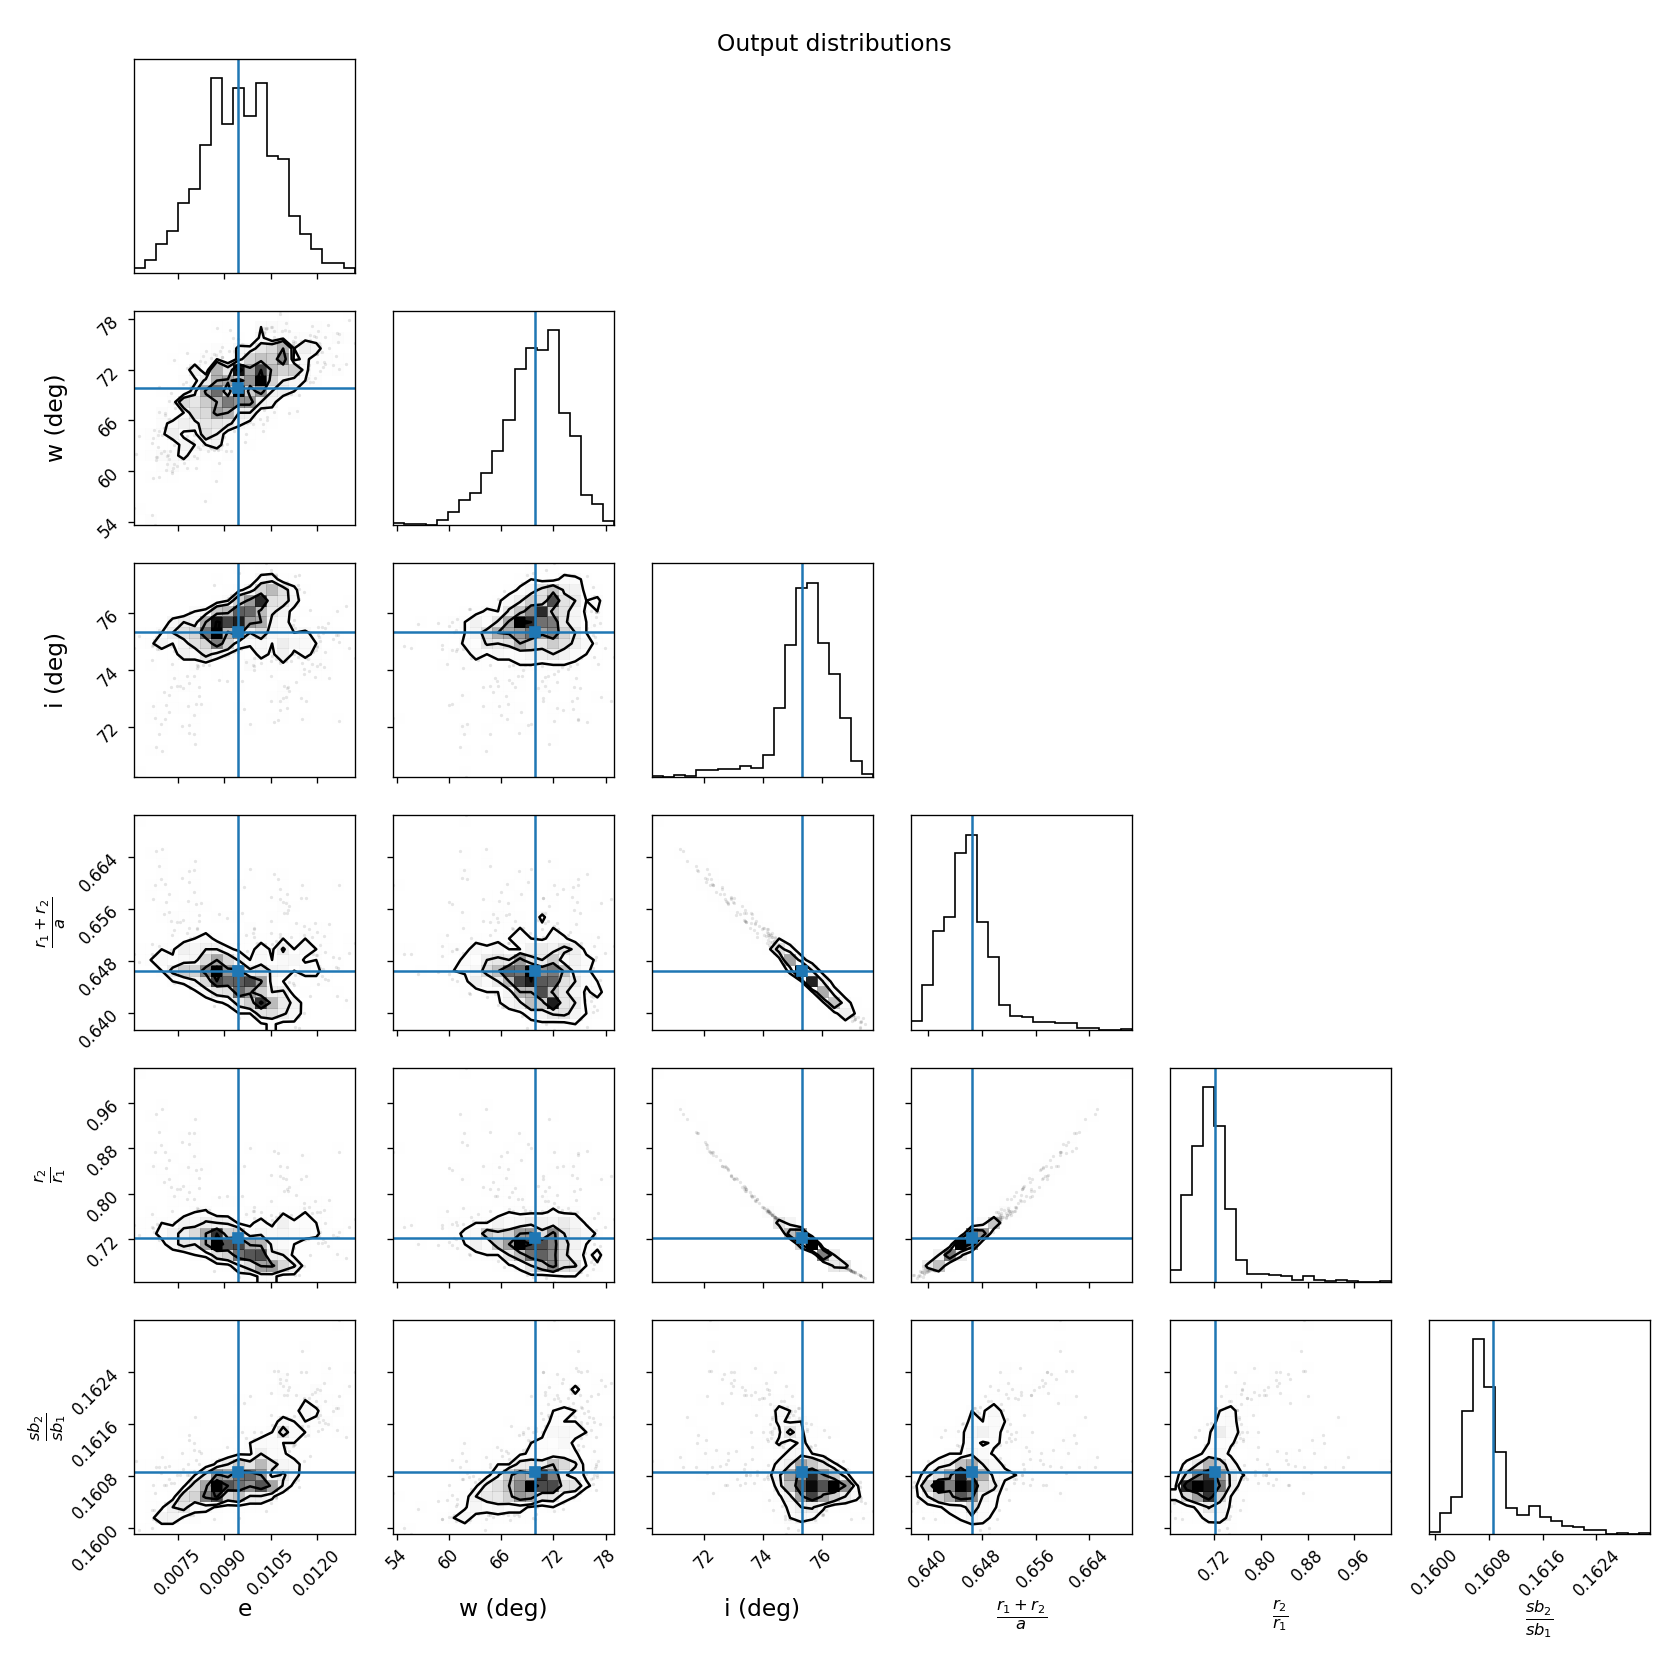 Output distributions
w (deg)
78
72
66
60
54
i (deg)
76
74
72
r₁ + r₂
a
0.664
0.656
0.648
0.640
r₂
r₁
0.96
0.88
0.80
0.72
sb₂
sb₁
0.1624
0.1616
0.1608
0.1600
0.0075 0.0090 0.0105 0.0120 54 60 66 72 78 72 74 76 0.640 0.648 0.656 0.664 0.72 0.80 0.88 0.96 0.1600 0.1608 0.1616 0.1624
e w (deg) i (deg) r₁ + r₂ / a r₂ / r₁ sb₂ / sb₁